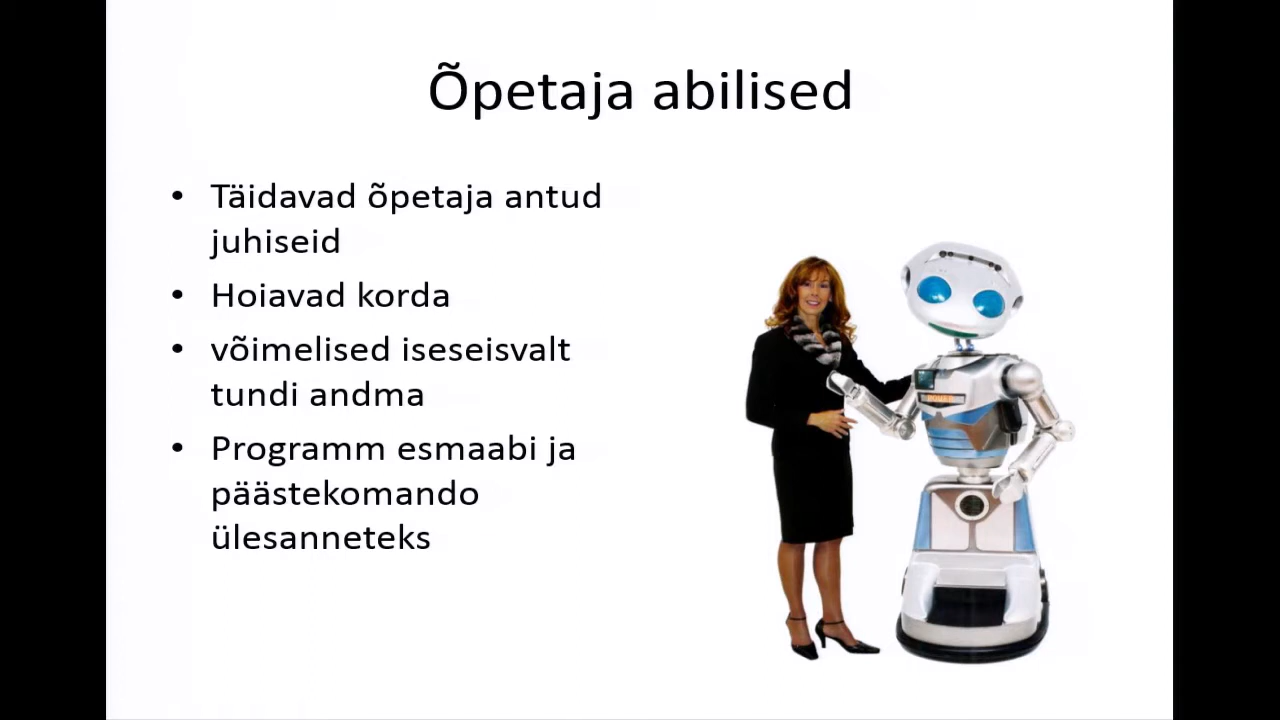 Õpetaja abilised
• Täidavad õpetaja antud
juhiseid
• Hoiavad korda
• võimelised iseseisvalt
tundi andma
• Programm esmaabi ja
päästekomando
ülesanneteks